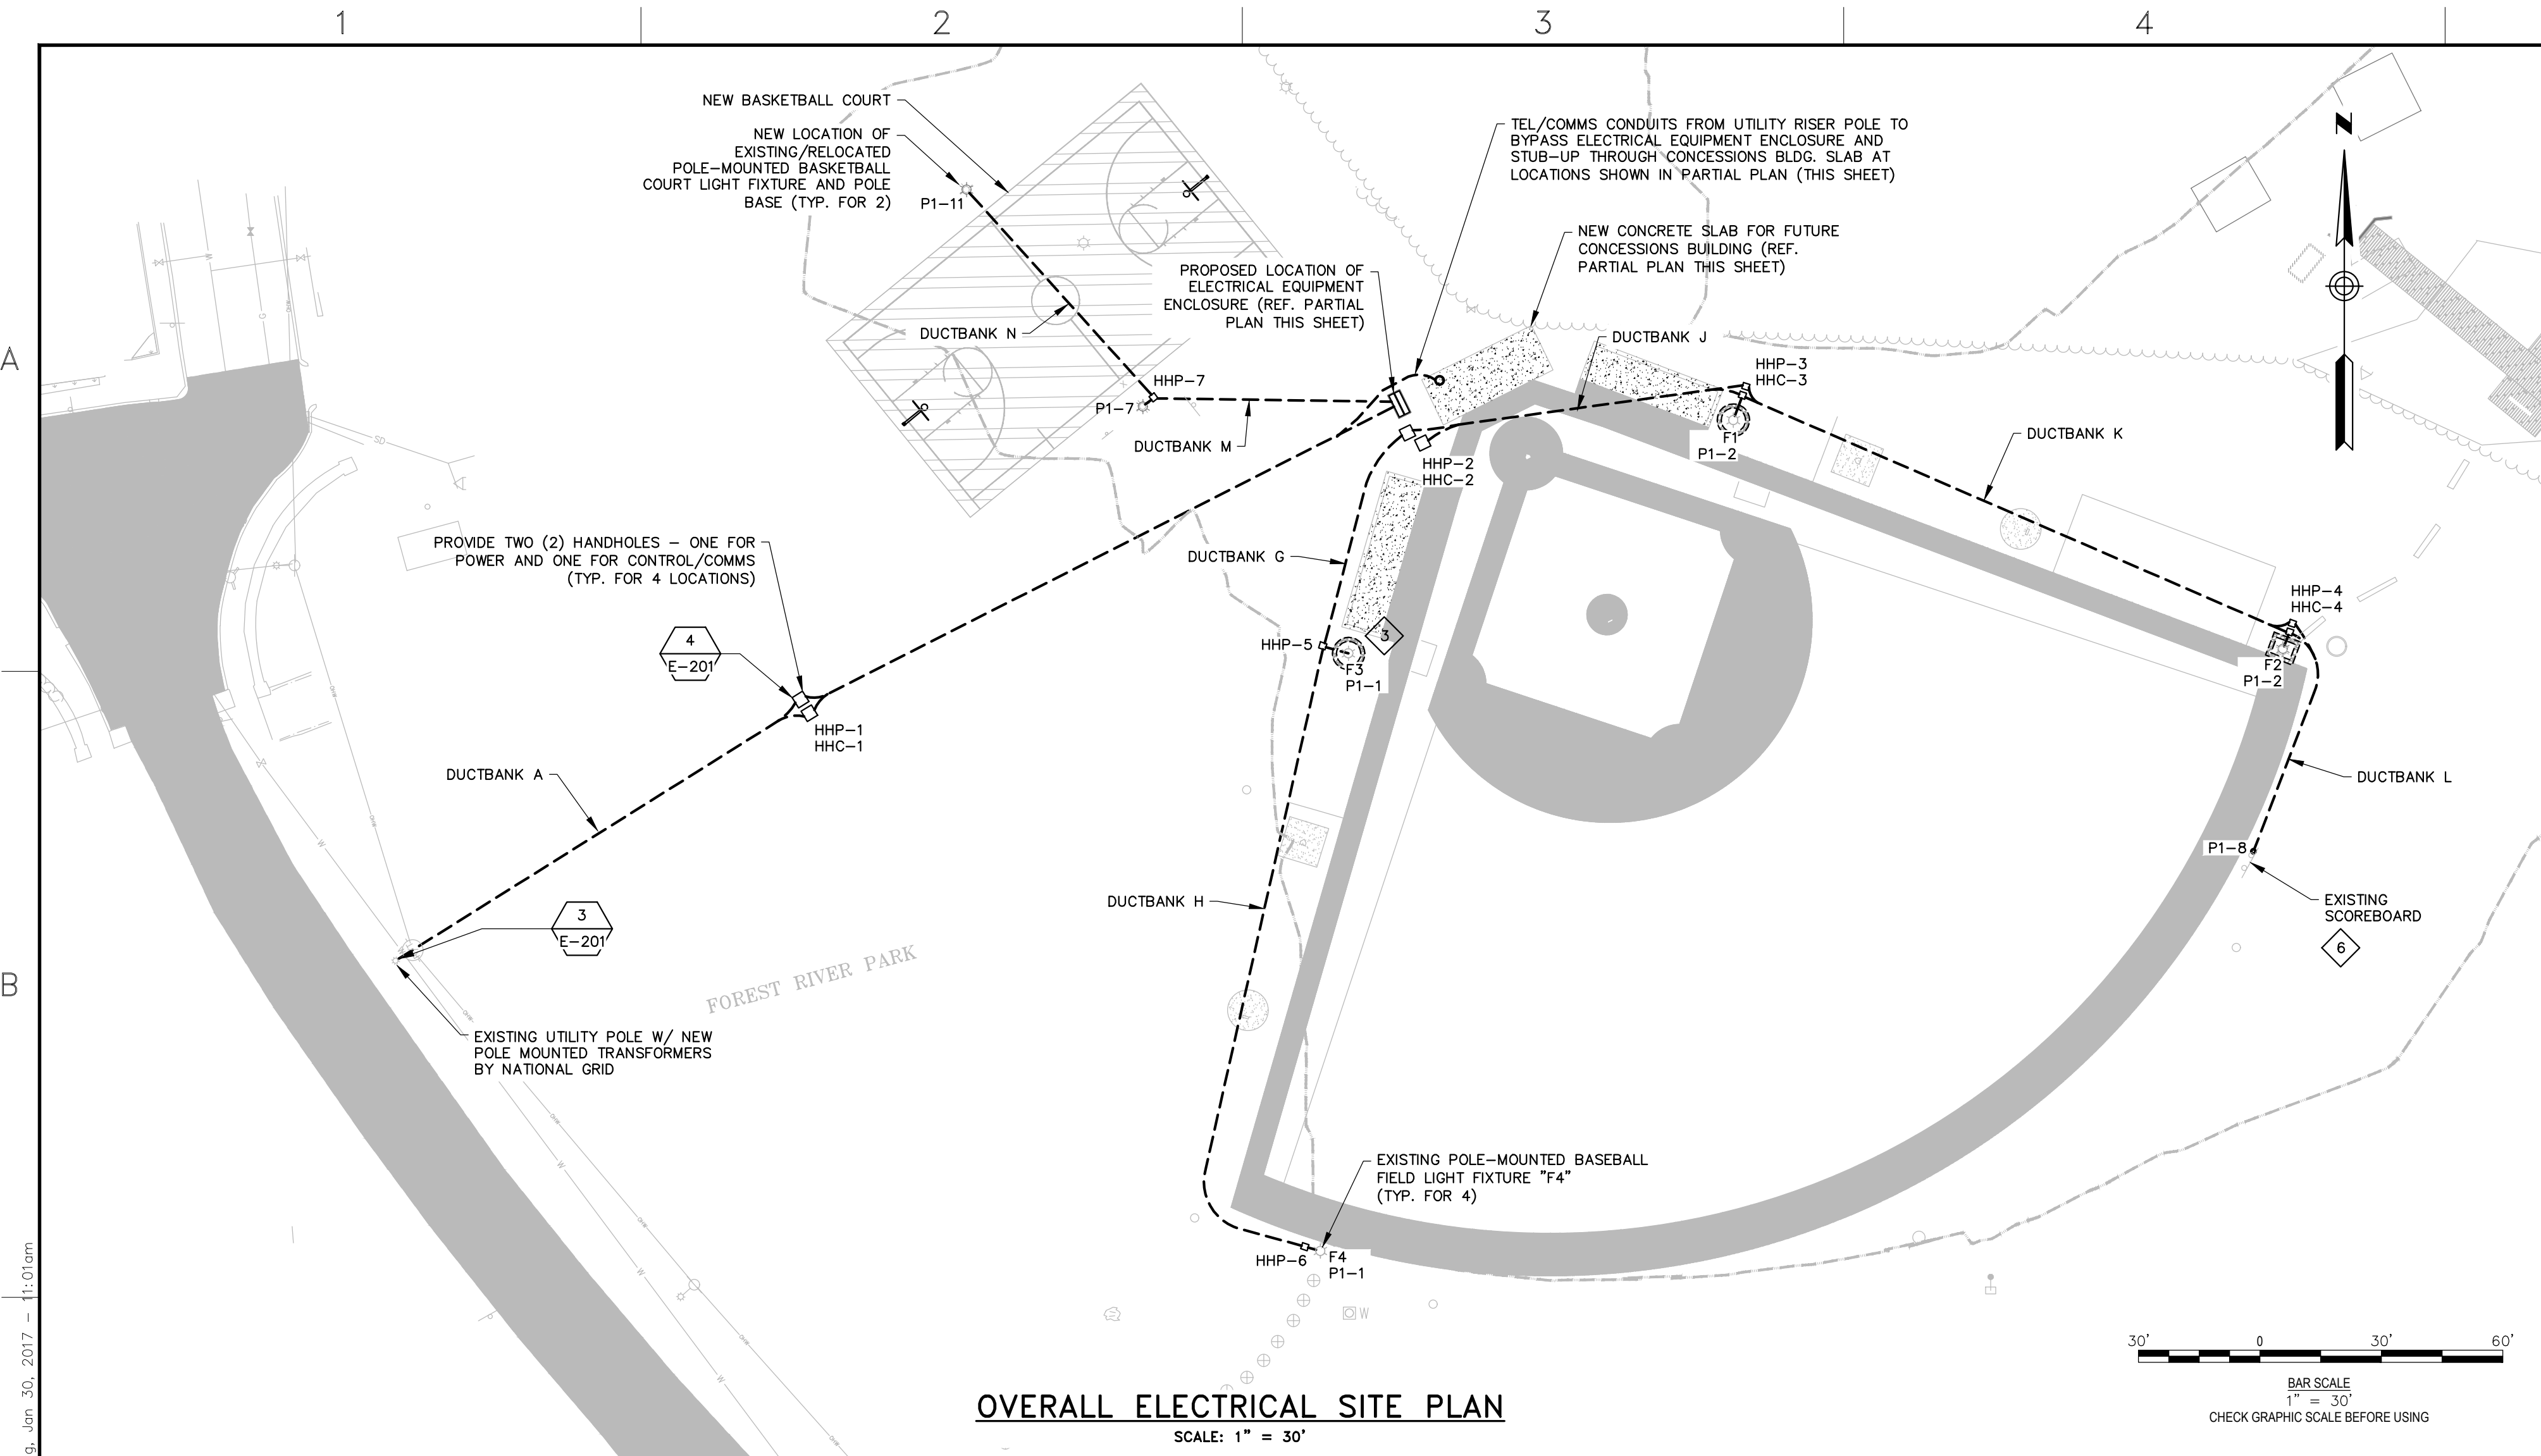 1
2
3
4
A
B
NEW BASKETBALL COURT
NEW LOCATION OF
EXISTING/RELOCATED
POLE-MOUNTED BASKETBALL
COURT LIGHT FIXTURE AND POLE
BASE (TYP. FOR 2)
P1-11
TEL/COMMS CONDUITS FROM UTILITY RISER POLE TO
BYPASS ELECTRICAL EQUIPMENT ENCLOSURE AND
STUB-UP THROUGH CONCESSIONS BLDG. SLAB AT
LOCATIONS SHOWN IN PARTIAL PLAN (THIS SHEET)
N
NEW CONCRETE SLAB FOR FUTURE
CONCESSIONS BUILDING (REF.
PARTIAL PLAN THIS SHEET)
PROPOSED LOCATION OF
ELECTRICAL EQUIPMENT
ENCLOSURE (REF. PARTIAL
PLAN THIS SHEET)
DUCTBANK N
DUCTBANK J
HHP-7
P1-7
DUCTBANK M
HHP-3
HHC-3
F1
P1-2
DUCTBANK K
HHP-2
HHC-2
SD
W
G
PROVIDE TWO (2) HANDHOLES – ONE FOR
POWER AND ONE FOR CONTROL/COMMS
(TYP. FOR 4 LOCATIONS)
DUCTBANK G
HHP-4
HHC-4
F2
P1-2
4
E-201
HHP-5
3
F3
P1-1
HHP-1
HHC-1
DUCTBANK A
DUCTBANK L
P1-8
W
DUCTBANK H
EXISTING
SCOREBOARD
6
3
E-201
FOREST RIVER PARK
EXISTING UTILITY POLE W/ NEW
POLE MOUNTED TRANSFORMERS
BY NATIONAL GRID
W
EXISTING POLE-MOUNTED BASEBALL
FIELD LIGHT FIXTURE "F4"
(TYP. FOR 4)
HHP-6
F4
P1-1
W
W
W
g, Jan 30, 2017 - 11:01am
30' 0 30' 60'
BAR SCALE
1" = 30'
CHECK GRAPHIC SCALE BEFORE USING
OVERALL ELECTRICAL SITE PLAN
SCALE: 1" = 30'